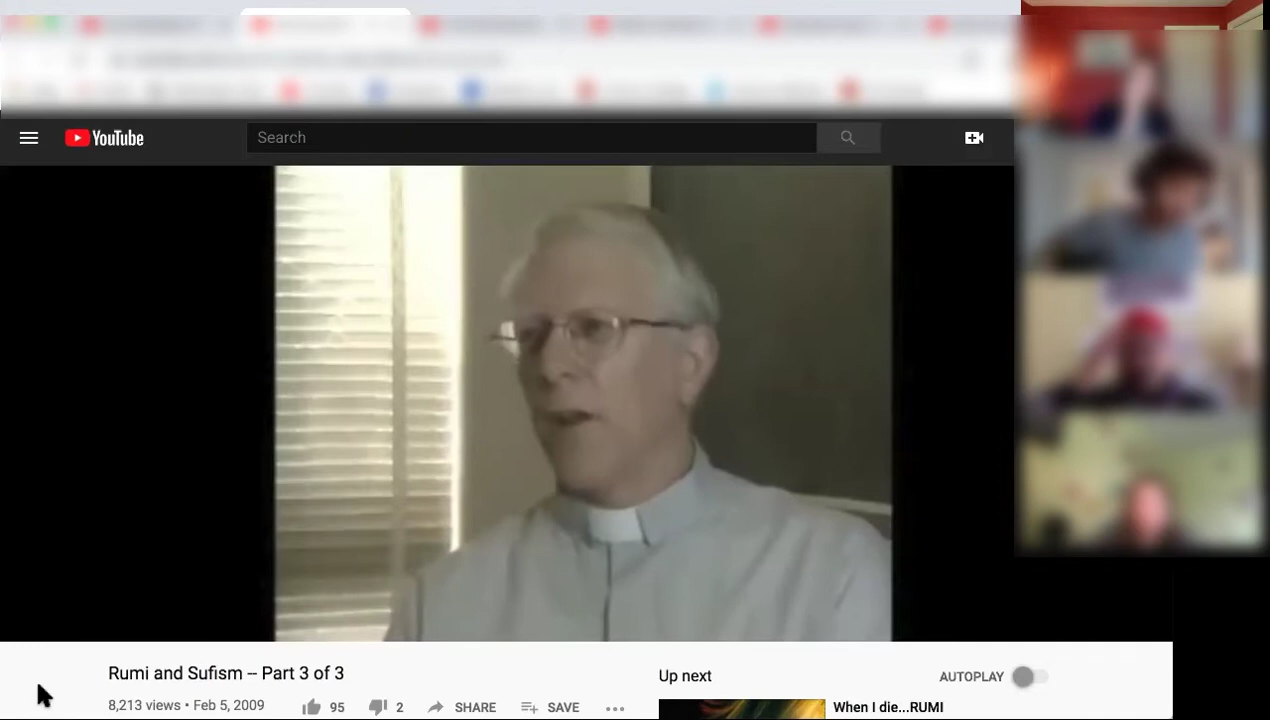 YouTube
Search
Rumi and Sufism – Part 3 of 3
8,213 views • Feb 5, 2009
95
2
SHARE
SAVE
Up next
AUTOPLAY
When I die...RUMI